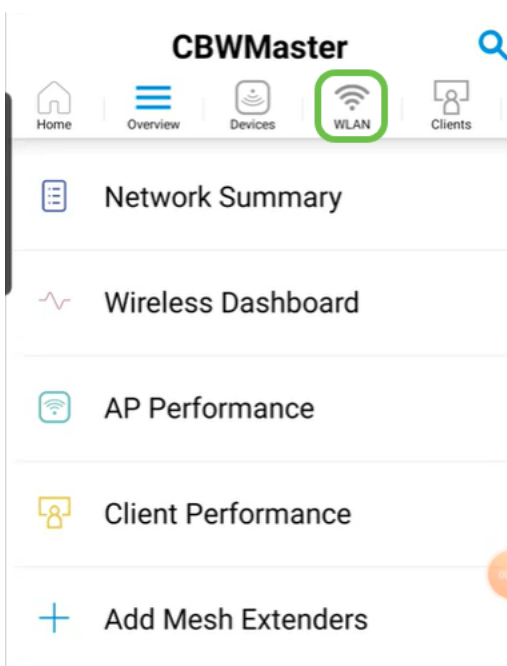 CBWMaster
Home Overview Devices WLAN Clients
Network Summary
Wireless Dashboard
AP Performance
Client Performance
Add Mesh Extenders